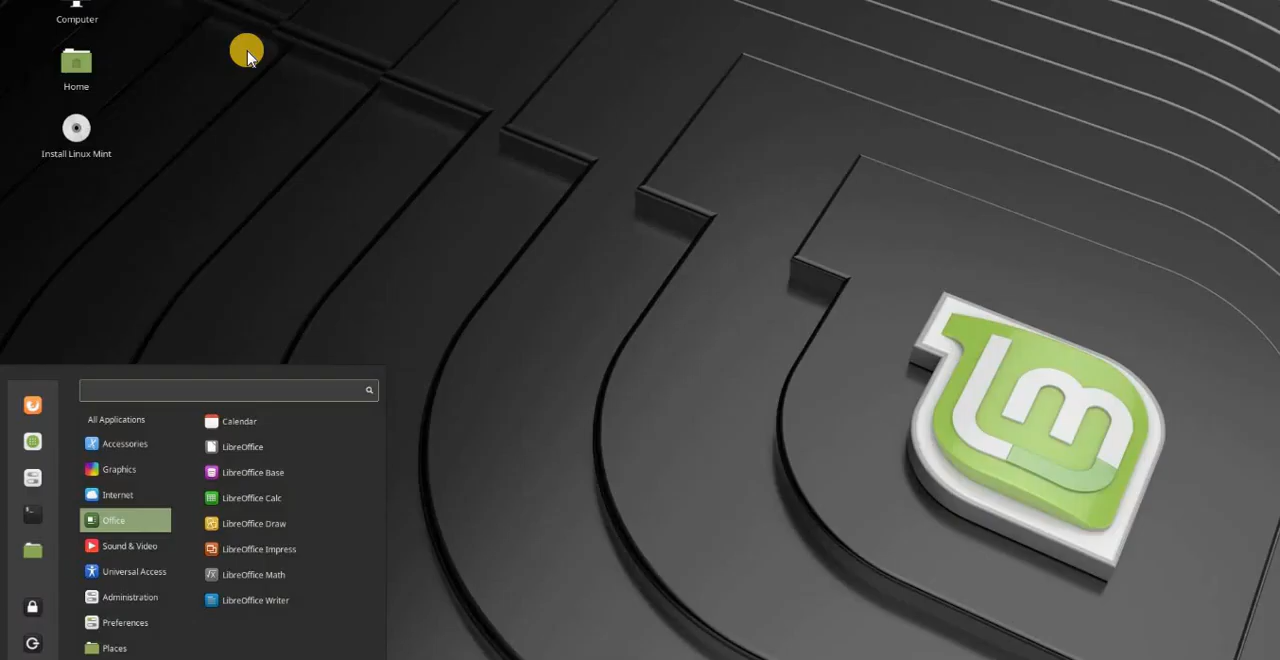 Computer
Home
Install Linux Mint
All Applications
Accessories
Graphics
Internet
Office
Sound & Video
Universal Access
Administration
Preferences
Places
Calendar
LibreOffice
LibreOffice Base
LibreOffice Calc
LibreOffice Draw
LibreOffice Impress
LibreOffice Math
LibreOffice Writer
lm